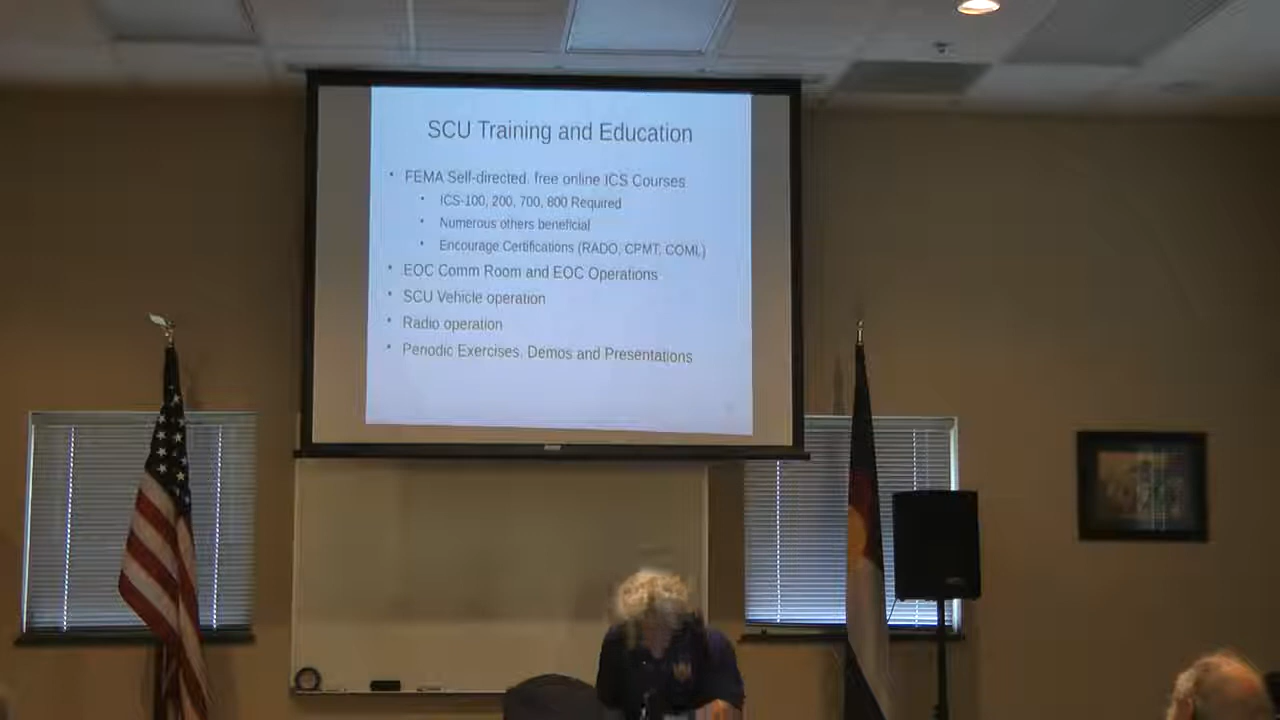 SCU Training and Education
• FEMA Self-directed, free online ICS Courses
• ICS-100, 200, 700, 800 Required
• Numerous others beneficial
• Encourage Certifications (RADO, CPMT, COML)
• EOC Comm Room and EOC Operations
• SCU Vehicle operation
• Radio operation
• Periodic Exercises, Demos and Presentations